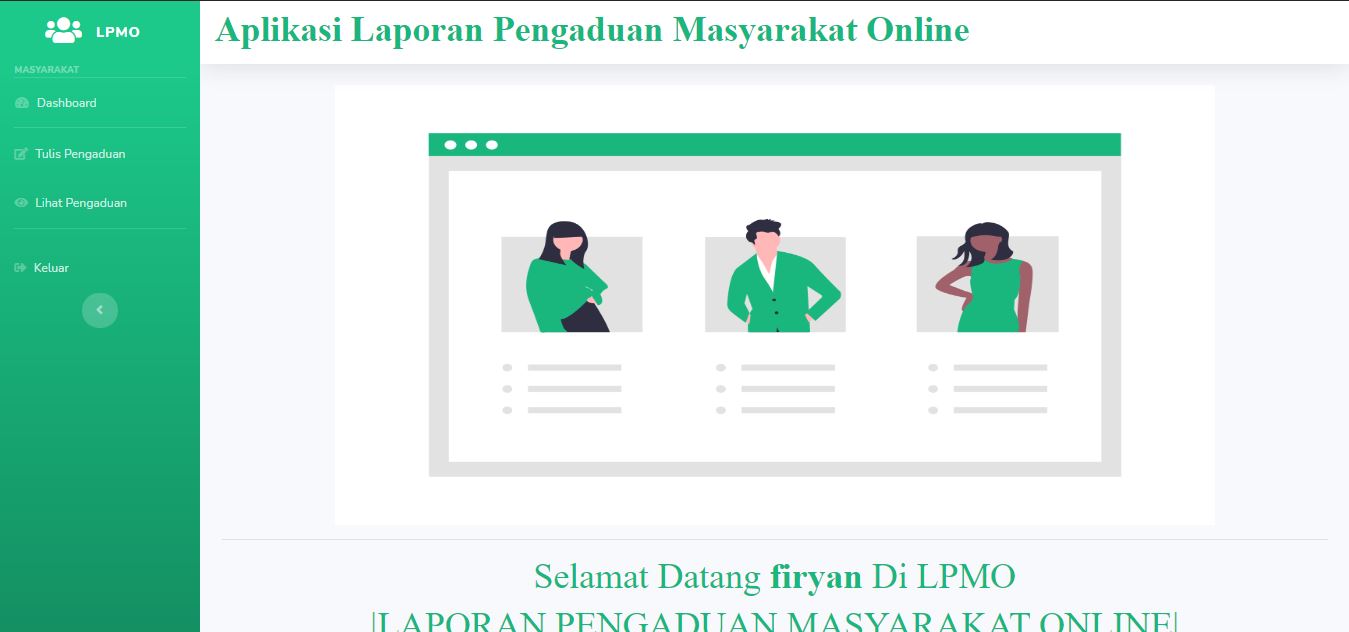 LPMO
Aplikasi Laporan Pengaduan Masyarakat Online
MASYARAKAT
Dashboard
Tulis Pengaduan
Lihat Pengaduan
Keluar
Selamat Datang firyan Di LPMO
|LAPORAN PENGADUAN MASYARAKAT ONLINE|